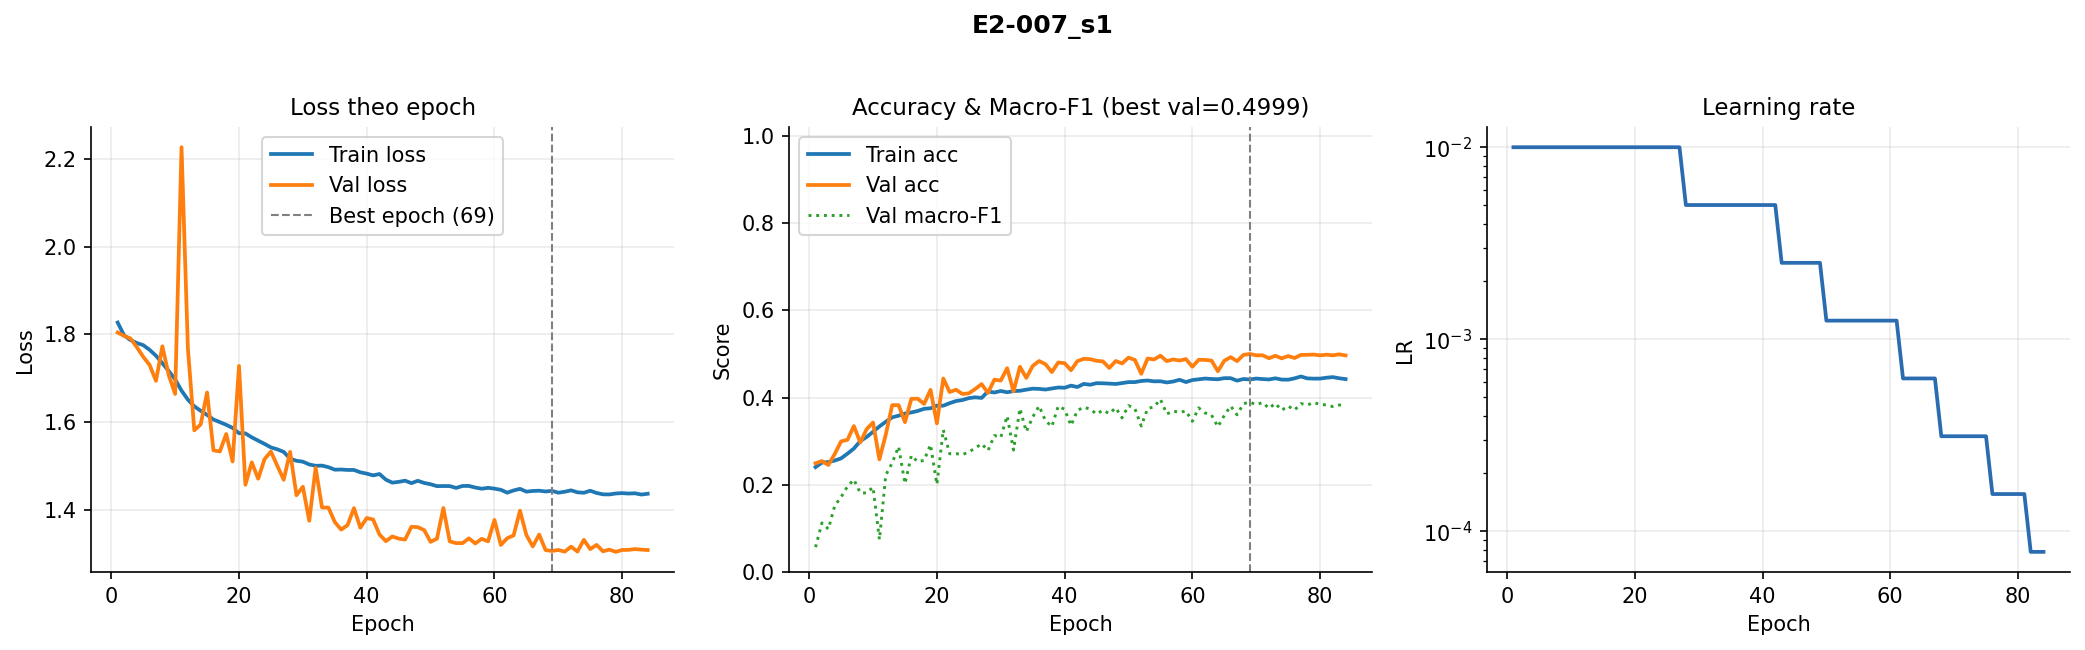 E2-007_s1
Loss theo epoch
Train loss
Val loss
Best epoch (69)
2.2
2.0
1.8
1.6
1.4
Loss
0 20 40 60 80
Epoch
Accuracy & Macro-F1 (best val=0.4999)
Train acc
Val acc
Val macro-F1
1.0
0.8
0.6
0.4
0.2
0.0
Score
0 20 40 60 80
Epoch
Learning rate
10⁻²
10⁻³
10⁻⁴
LR
0 20 40 60 80
Epoch